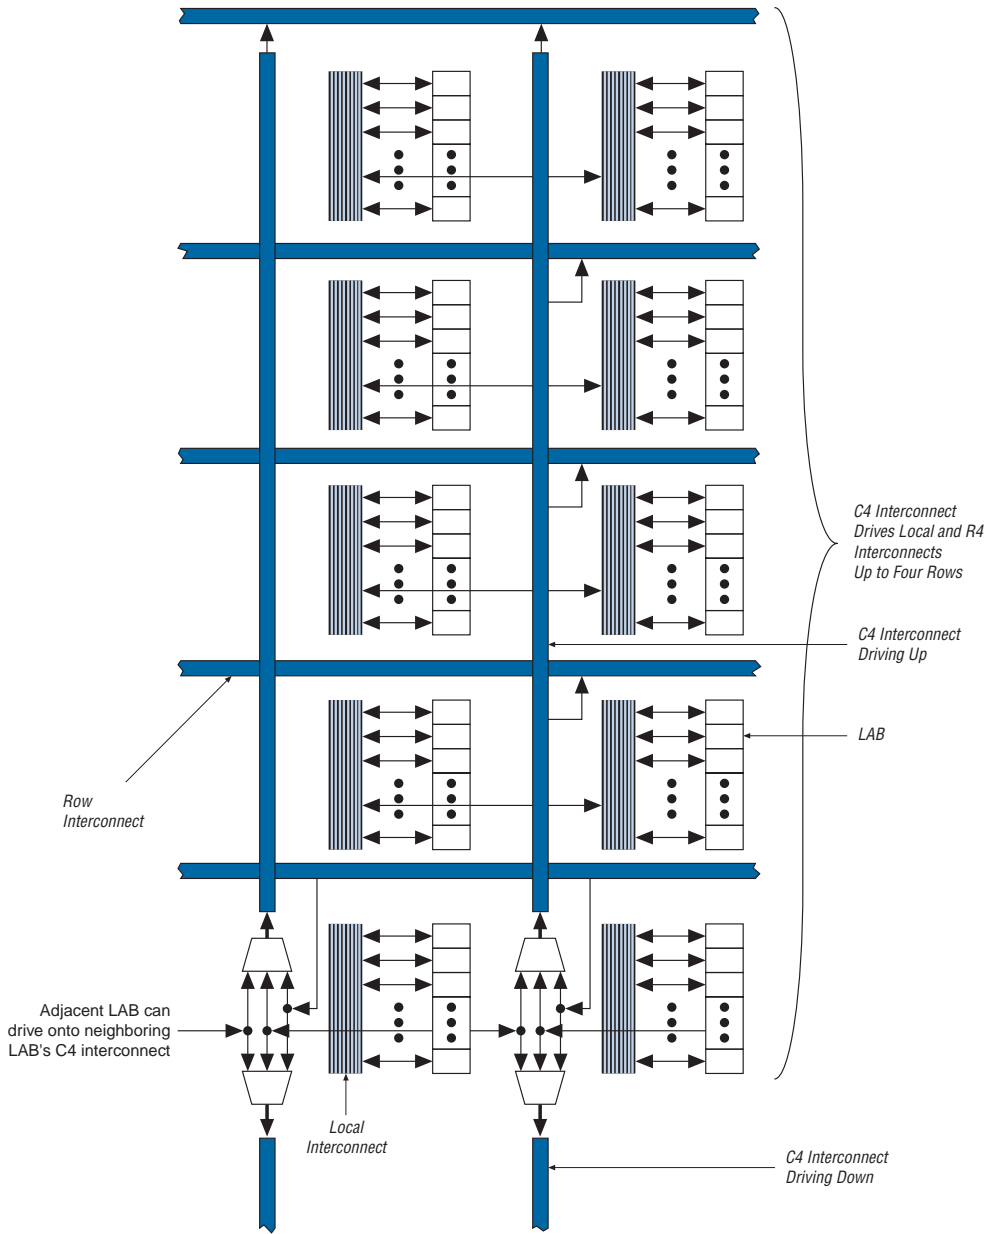 C4 Interconnect
Drives Local and R4
Interconnects
Up to Four Rows
C4 Interconnect
Driving Up
LAB
Row
Interconnect
Adjacent LAB can
drive onto neighboring
LAB's C4 interconnect
Local
Interconnect
C4 Interconnect
Driving Down